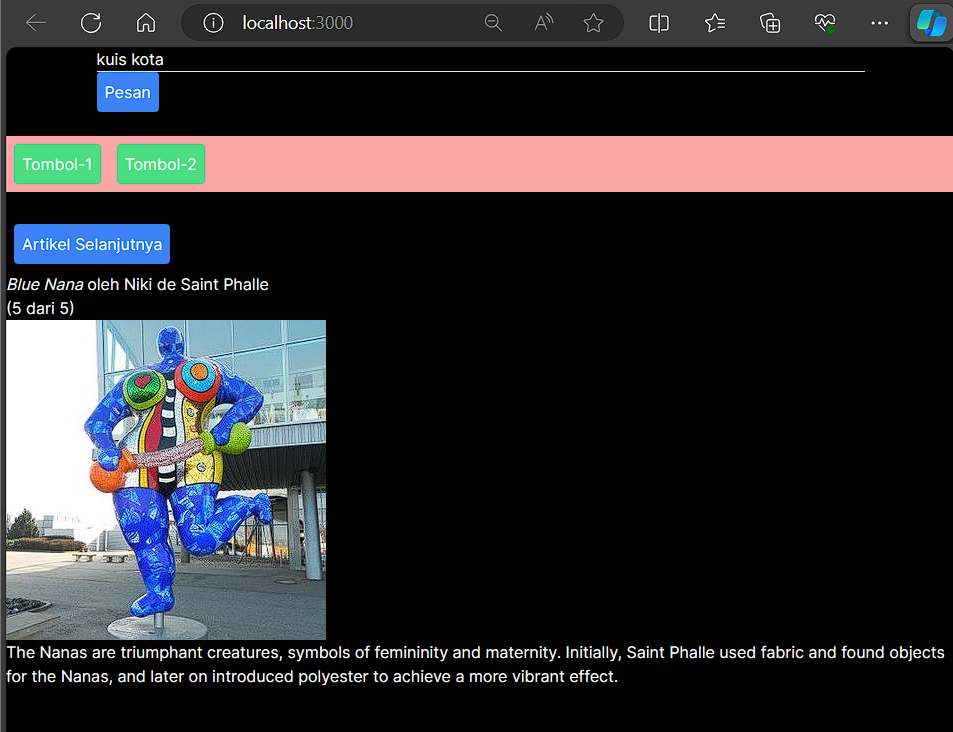 localhost:3000
kuis kota
Pesan
Tombol-1 Tombol-2
Artikel Selanjutnya
Blue Nana oleh Niki de Saint Phalle
(5 dari 5)
The Nanas are triumphant creatures, symbols of femininity and maternity. Initially, Saint Phalle used fabric and found objects
for the Nanas, and later on introduced polyester to achieve a more vibrant effect.